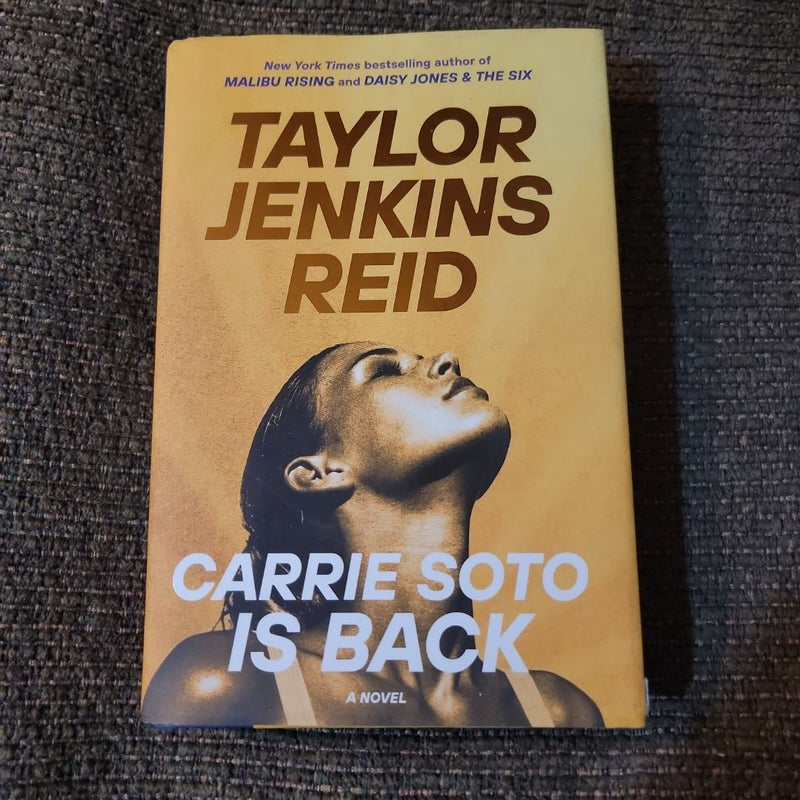 New York Times bestselling author of
MALIBU RISING and DAISY JONES & THE SIX
TAYLOR
JENKINS
REID
CARRIE SOTO
IS BACK
A NOVEL